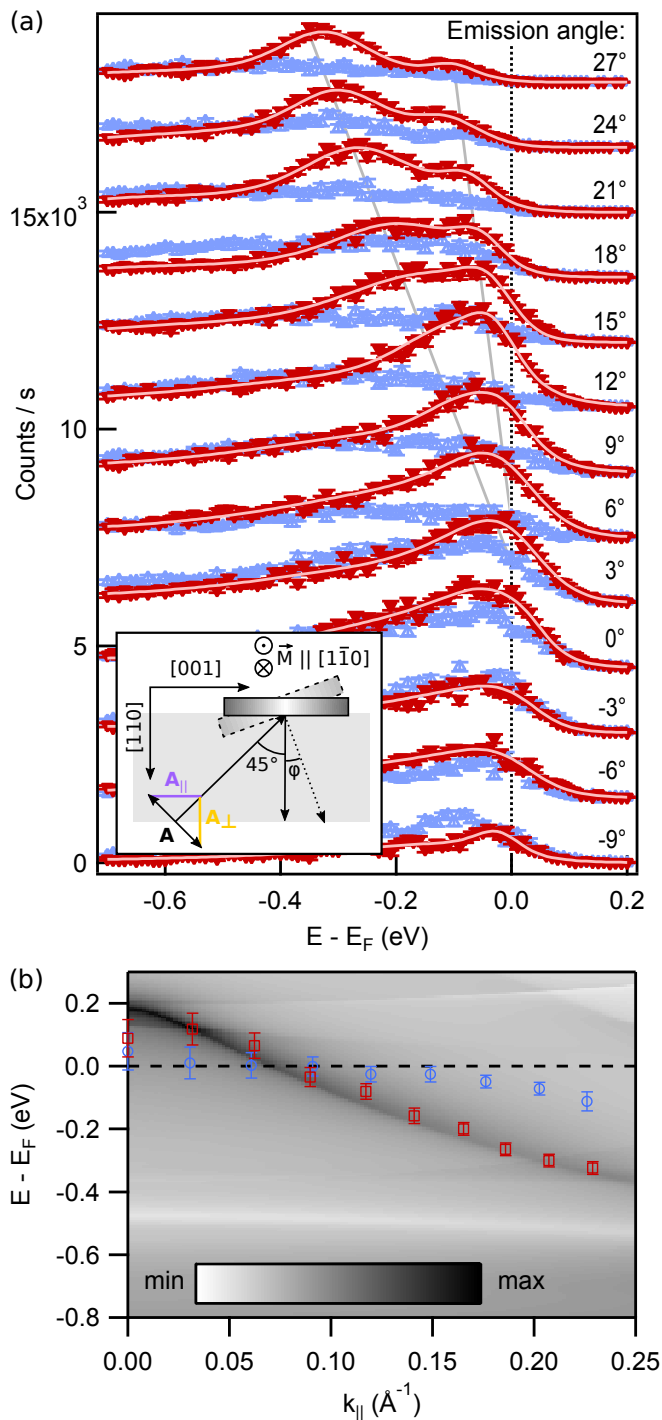 (a)
Emission angle:
27°
24°
21°
15x10³
18°
15°
12°
10
9°
6°
3°
5
0°
-3°
-6°
-9°
0
Counts / s
M || [11̅0]
[001]
[110]
45°
φ
A||
A⊥
A
-0.6
-0.4
-0.2
0.0
0.2
E - E_F (eV)
(b)
0.2
0.0
-0.2
-0.4
-0.6
-0.8
E - E_F (eV)
min
max
0.00
0.05
0.10
0.15
0.20
0.25
k|| (Å⁻¹)